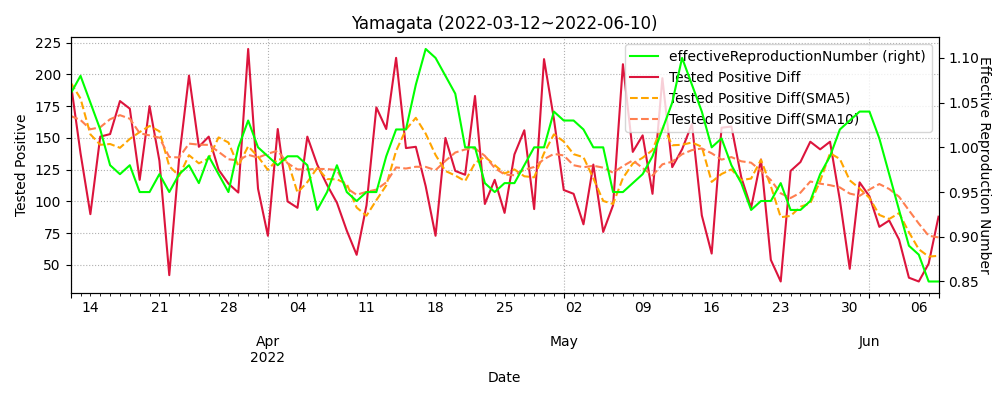 Yamagata (2022-03-12~2022-06-10)
Tested Positive
225
200
175
150
125
100
75
50
effectiveReproductionNumber (right)
Tested Positive Diff
Tested Positive Diff(SMA5)
Tested Positive Diff(SMA10)
1.10
1.05
1.00
0.95
0.90
0.85
Effective Reproduction Number
14 21 28 04 11 18 25 02 09 16 23 30 06
Apr May Jun
2022
Date